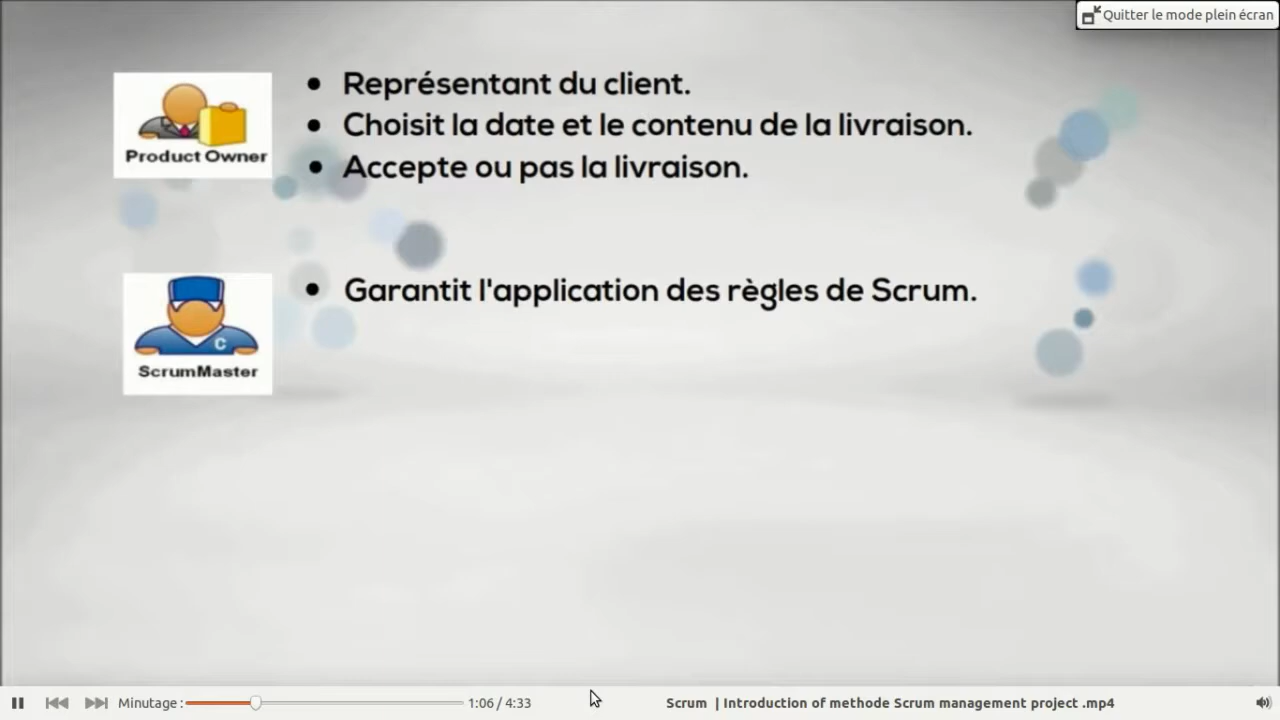 Quitter le mode plein écran
Représentant du client.
Choisit la date et le contenu de la livraison.
Accepte ou pas la livraison.
Product Owner
Garantit l'application des règles de Scrum.
C
ScrumMaster
Minutage : 1:06 / 4:33 Scrum | Introduction of methode Scrum management project .mp4